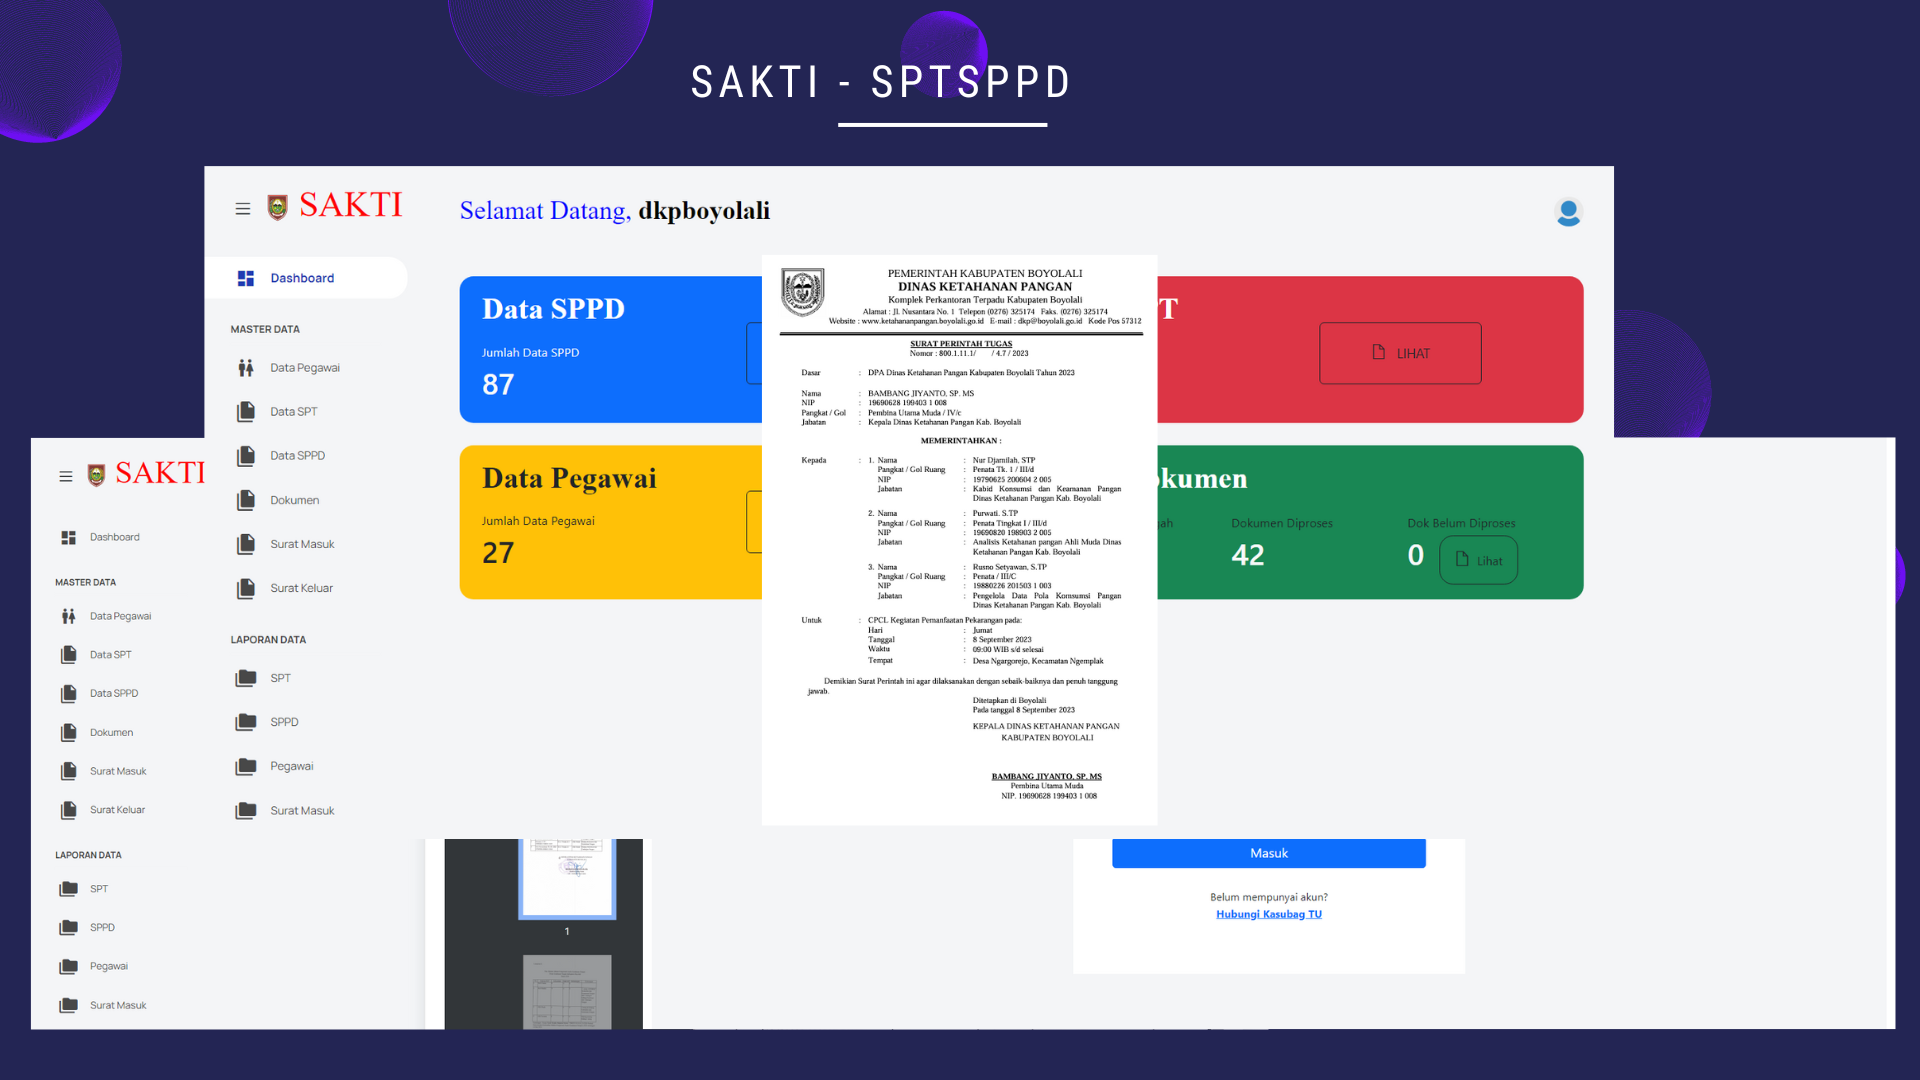 SAKTI - SPTSPPD
SAKTI
Selamat Datang, dkpboyolali
Dashboard
MASTER DATA
Data Pegawai
Data SPT
Data SPPD
Dokumen
Surat Masuk
Surat Keluar
LAPORAN DATA
SPT
SPPD
Pegawai
Surat Masuk
Data SPPD
Jumlah Data SPPD
87
T
LIHAT
Data Pegawai
Jumlah Data Pegawai
27
kumen
jah
Dokumen Diproses
42
Dok Belum Diproses
0
Lihat
PEMERINTAH KABUPATEN BOYOLALI
DINAS KETAHANAN PANGAN
Komplek Perkantoran Terpadu Kabupaten Boyolali
Alamat : Jl. Nusantara No. 1 Telepon (0276) 325174 Faks. (0276) 325174
Website : www.ketahananpangan.boyolali.go.id E-mail : dkp@boyolali.go.id Kode Pos 57312
SURAT PERINTAH TUGAS
Nomor : 800.1.11.1/ / 4.7 / 2023
Dasar : DPA Dinas Ketahanan Pangan Kabupaten Boyolali Tahun 2023
Nama : BAMBANG JIYANTO, SP. MS
NIP : 19690628 199403 1 008
Pangkat / Gol : Pembina Utama Muda / IV/c
Jabatan : Kepala Dinas Ketahanan Pangan Kab. Boyolali
MEMERINTAHKAN :
Kepada : 1. Nama : Nur Djamilah, STP
Pangkat / Gol Ruang : Penata Tk. 1 / III/d
NIP : 19790625 200604 2 005
Jabatan : Kabid Konsumsi dan Keamanan Pangan
Dinas Ketahanan Pangan Kab. Boyolali
2. Nama : Purwati. S.TP
Pangkat / Gol Ruang : Penata Tingkat I / III/d
NIP : 19690820 198903 2 005
Jabatan : Analisis Ketahanan pangan Ahli Muda Dinas
Ketahanan Pangan Kab. Boyolali
3. Nama : Rusno Setyawan, S.TP
Pangkat / Gol Ruang : Penata / III/C
NIP : 19880226 201503 1 003
Jabatan : Pengelola Data Pola Komsumsi Pangan
Dinas Ketahanan Pangan Kab. Boyolali
Untuk : CPCL Kegiatan Pemanfaatan Pekarangan pada:
Hari : Jumat
Tanggal : 8 September 2023
Waktu : 09:00 WIB s/d selesai
Tempat : Desa Ngargorejo, Kecamatan Ngemplak
Demikian Surat Perintah ini agar dilaksanakan dengan sebaik-baiknya dan penuh tanggung
jawab.
Ditetapkan di Boyolali
Pada tanggal 8 September 2023
KEPALA DINAS KETAHANAN PANGAN
KABUPATEN BOYOLALI
BAMBANG JIYANTO, SP. MS
Pembina Utama Muda
NIP. 19690628 199403 1 008
SAKTI
Dashboard
MASTER DATA
Data Pegawai
Data SPT
Data SPPD
Dokumen
Surat Masuk
Surat Keluar
LAPORAN DATA
SPT
SPPD
Pegawai
Surat Masuk
1
Masuk
Belum mempunyai akun?
Hubungi Kasubag TU